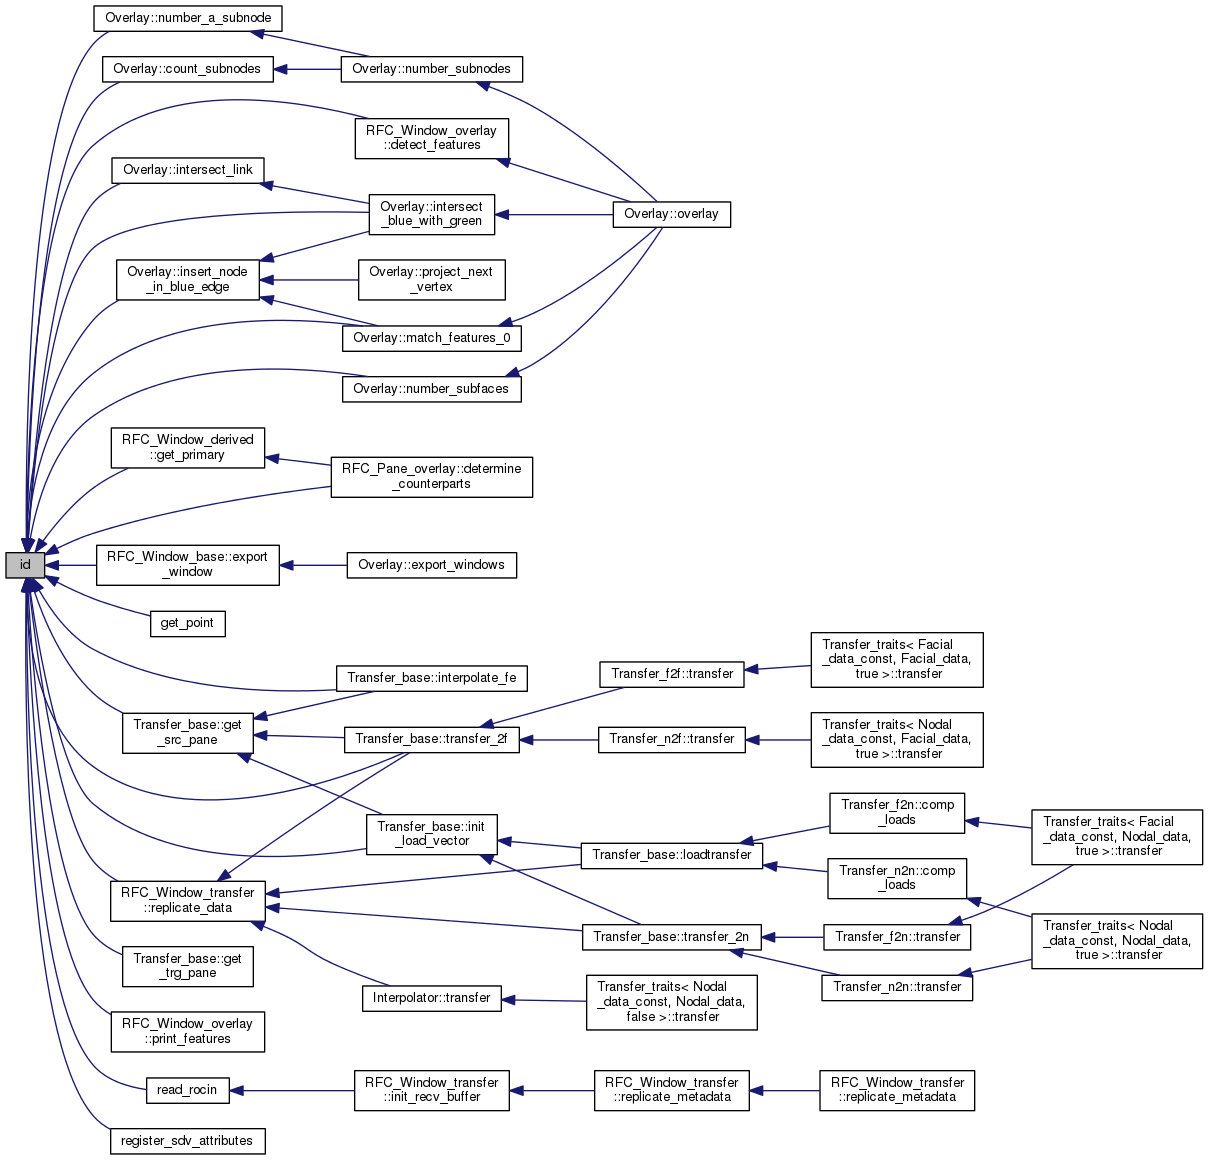 Overlay::number_a_subnode
Overlay::count_subnodes
Overlay::number_subnodes
RFC_Window_overlay
::detect_features
Overlay::intersect_link
Overlay::intersect
_blue_with_green
Overlay::overlay
Overlay::insert_node
_in_blue_edge
Overlay::project_next
_vertex
Overlay::match_features_0
Overlay::number_subfaces
RFC_Window_derived
::get_primary
RFC_Pane_overlay::determine
_counterparts
id
RFC_Window_base::export
_window
Overlay::export_windows
get_point
Transfer_base::interpolate_fe
Transfer_f2f::transfer
Transfer_traits< Facial
_data_const, Facial_data,
true >::transfer
Transfer_base::get
_src_pane
Transfer_base::transfer_2f
Transfer_n2f::transfer
Transfer_traits< Nodal
_data_const, Facial_data,
true >::transfer
Transfer_base::init
_load_vector
Transfer_base::loadtransfer
Transfer_f2n::comp
_loads
Transfer_traits< Facial
_data_const, Nodal_data,
true >::transfer
Transfer_n2n::comp
_loads
RFC_Window_transfer
::replicate_data
Transfer_base::transfer_2n
Transfer_f2n::transfer
Transfer_traits< Nodal
_data_const, Nodal_data,
true >::transfer
Transfer_base::get
_trg_pane
Transfer_n2n::transfer
Interpolator::transfer
Transfer_traits< Nodal
_data_const, Nodal_data,
false >::transfer
RFC_Window_overlay
::print_features
read_rocin
RFC_Window_transfer
::init_recv_buffer
RFC_Window_transfer
::replicate_metadata
RFC_Window_transfer
::replicate_metadata
register_sdv_attributes